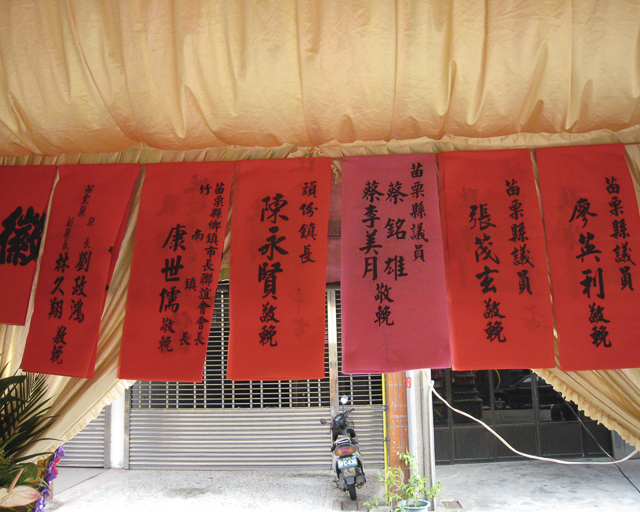 苗栗縣議員
廖英利敬輓
苗栗縣議員
張茂玄敬輓
苗栗縣議員
蔡銘雄
蔡李美月敬輓
頭份鎮長
陳永賢敬輓
苗栗縣鄉鎮市長聯誼會會長
竹南鎮長
康世儒敬輓
縣長劉政鴻
副縣長林久翔敬輓
徽